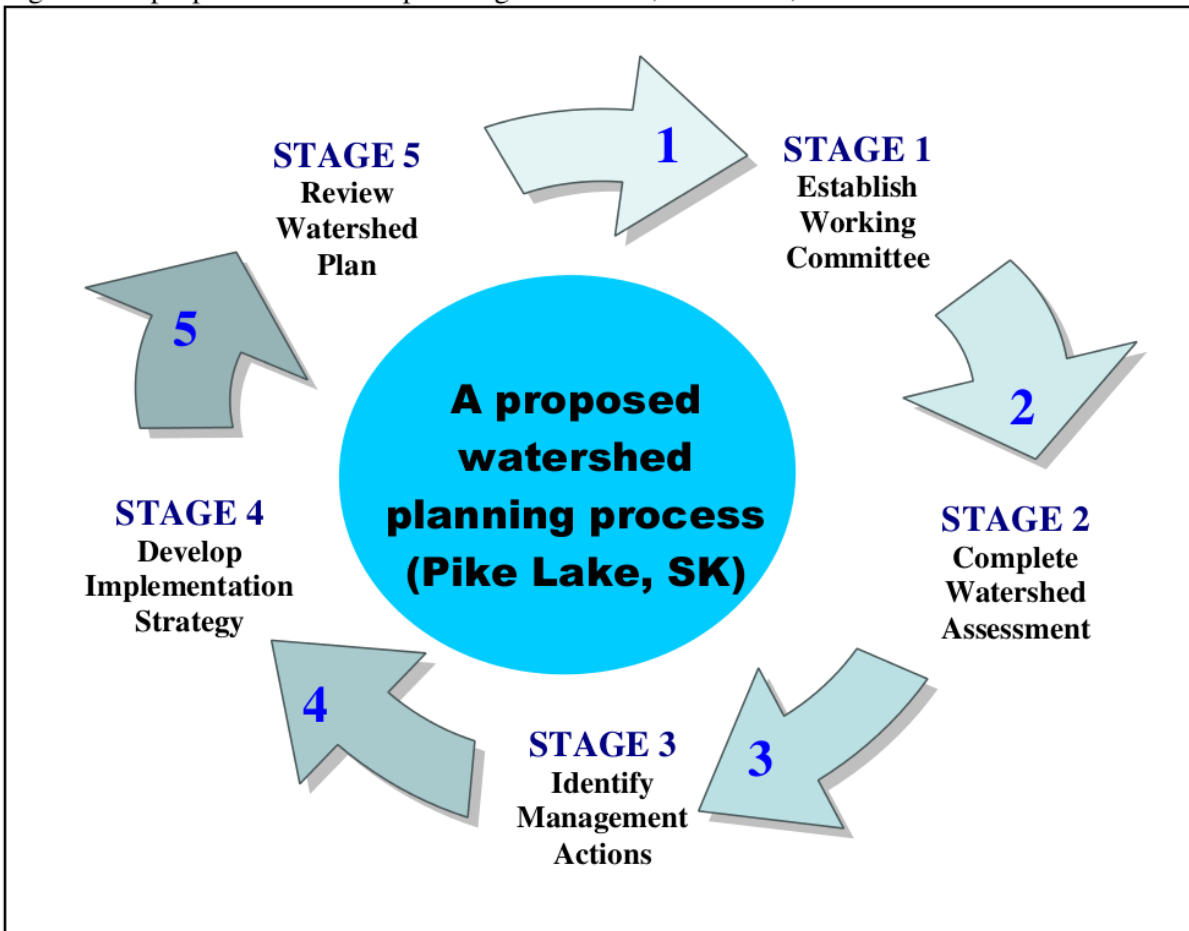 1
STAGE 1
Establish
Working
Committee
2
STAGE 2
Complete
Watershed
Assessment
3
STAGE 3
Identify
Management
Actions
4
STAGE 4
Develop
Implementation
Strategy
5
STAGE 5
Review
Watershed
Plan
A proposed
watershed
planning process
(Pike Lake, SK)